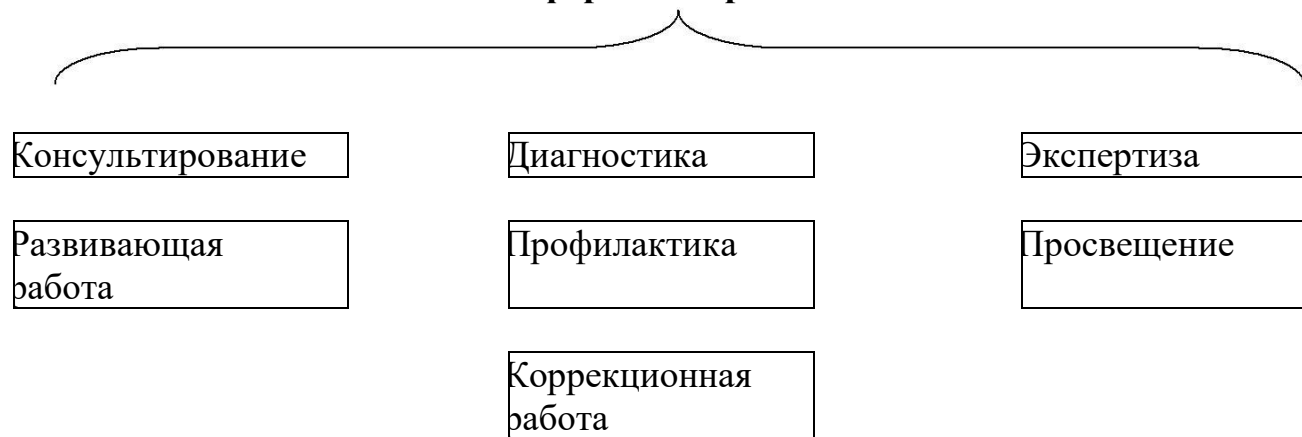 Консультирование
Диагностика
Экспертиза
Развивающая
работа
Профилактика
Просвещение
Коррекционная
работа